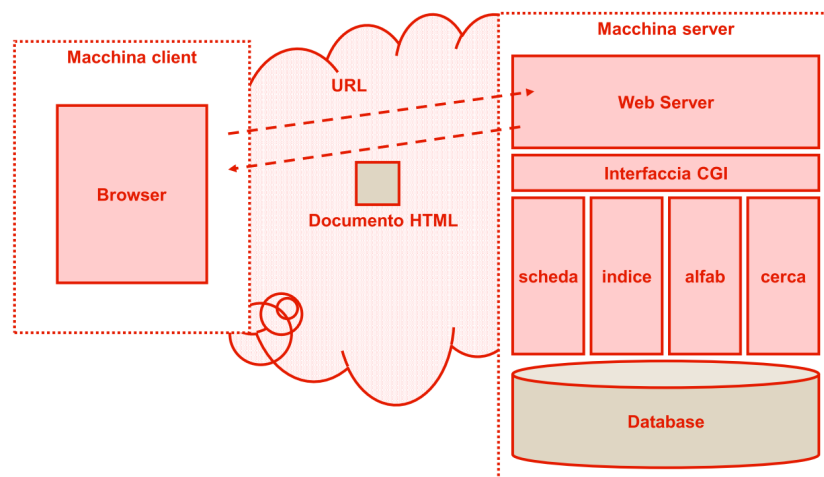 Macchina client
Browser
URL
Documento HTML
Macchina server
Web Server
Interfaccia CGI
scheda
indice
alfab
cerca
Database